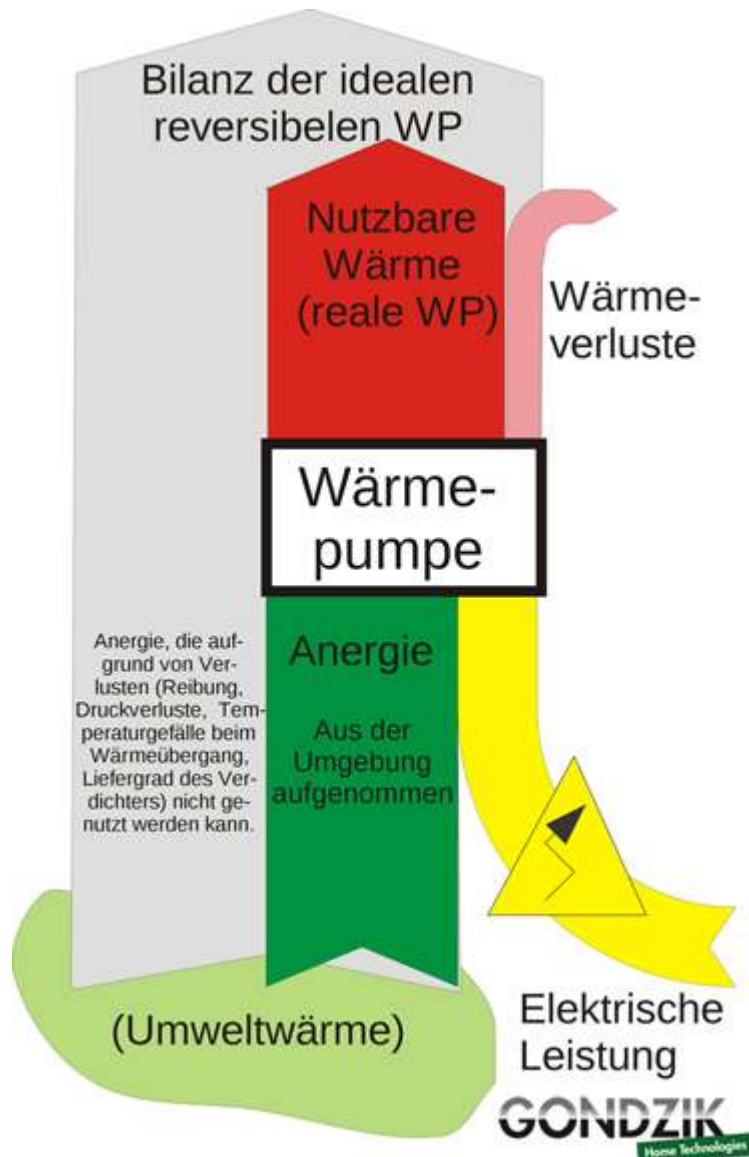 Bilanz der idealen
reversibelen WP
Nutzbare
Wärme
(reale WP)
Wärme-
verluste
Wärme-
pumpe
Anergie, die auf-
grund von Ver-
lusten (Reibung,
Druckverluste, Tem-
peraturgefälle beim
Wärmeübergang,
Liefergrad des Ver-
dichters) nicht ge-
nutzt werden kann.
Anergie
Aus der
Umgebung
aufgenommen
(Umweltwärme)
Elektrische
Leistung
GONDZIK
Home Technologies